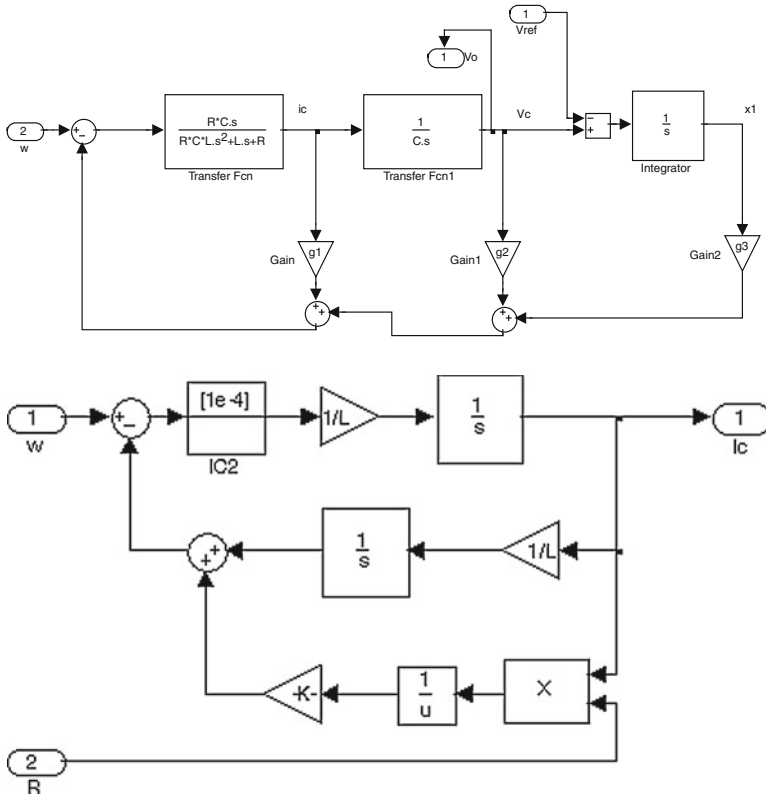 1
Vref
1
Vo
2
w
+
−
R*C.s
R*C*L.s²+L.s+R
Transfer Fcn
ic
1
C.s
Transfer Fcn1
Vc
−
+
1
s
Integrator
x1
Gain
g1
Gain1
g2
Gain2
g3
+
+
+
+
1
w
+
−
[1e-4]
IC2
1/L
1
s
1
Ic
+
+
1
s
1/L
-K-
1
u
X
2
R